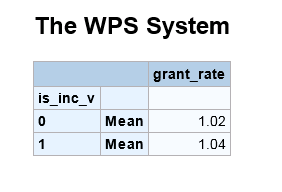 The WPS System
grant_rate
is_inc_v
0 Mean 1.02
1 Mean 1.04